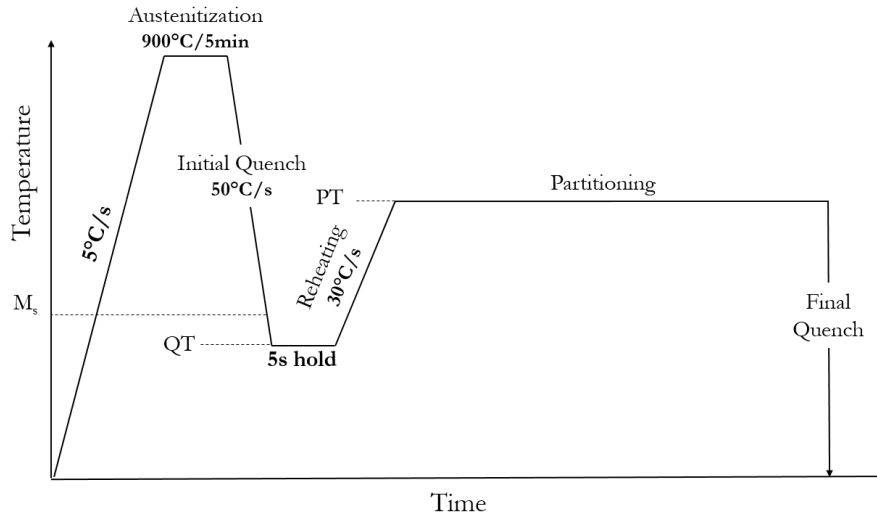 Austenitization
900°C/5min
Temperature
5°C/s
Initial Quench
50°C/s
PT
Partitioning
Reheating
30°C/s
Ms
QT
5s hold
Final
Quench
Time